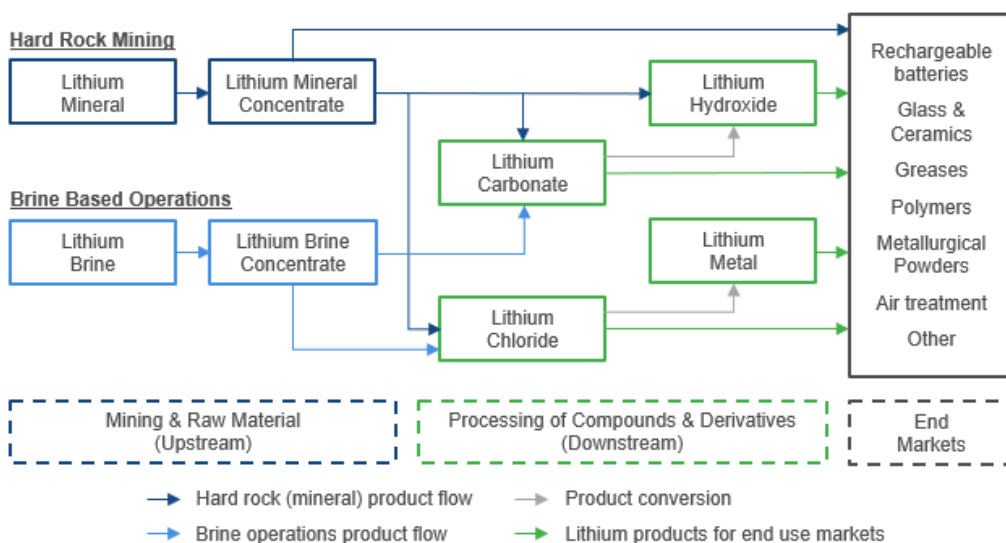 Hard Rock Mining
Lithium
Mineral
Lithium Mineral
Concentrate
Lithium
Hydroxide
Lithium
Carbonate
Brine Based Operations
Lithium
Brine
Lithium Brine
Concentrate
Lithium
Metal
Lithium
Chloride
Rechargeable
batteries
Glass &
Ceramics
Greases
Polymers
Metallurgical
Powders
Air treatment
Other
Mining & Raw Material
(Upstream)
Processing of Compounds & Derivatives
(Downstream)
End
Markets
Hard rock (mineral) product flow
Product conversion
Brine operations product flow
Lithium products for end use markets